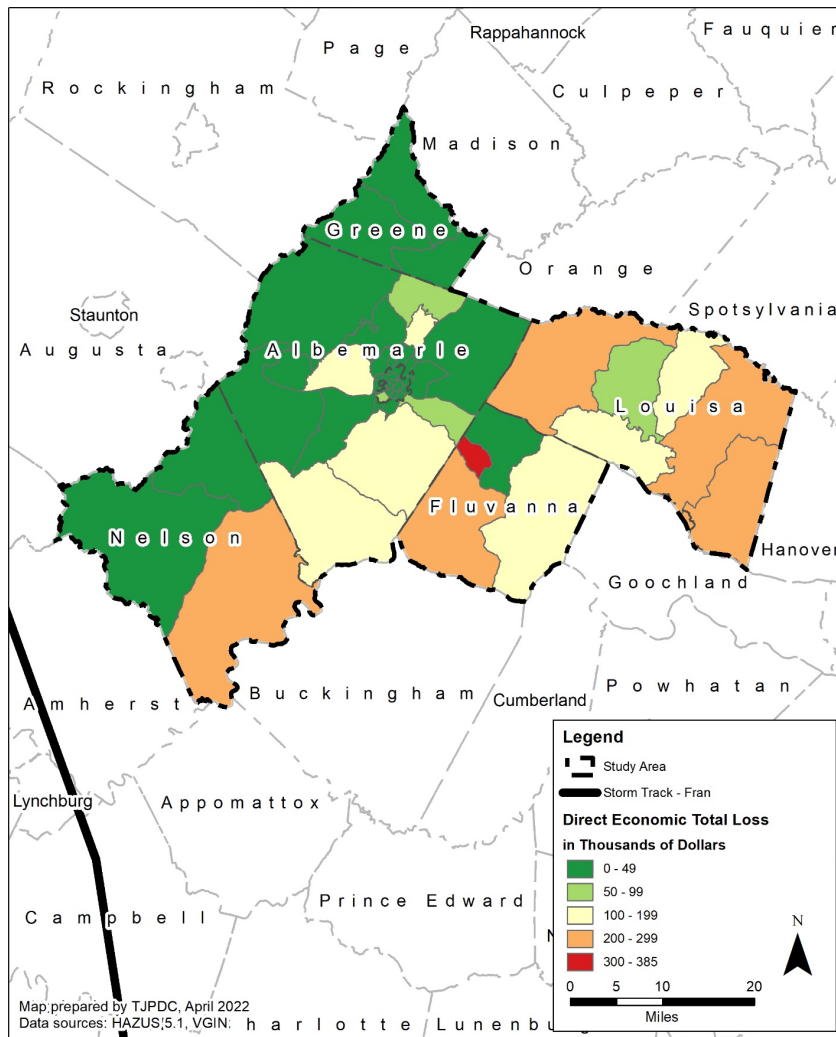 Rappahannock
Fauquier
Page
Rockingham
Culpeper
Madison
Greene
Orange
Staunton
Spotsylvania
Augusta
Albemarle
Louisa
Fluvanna
Nelson
Hanover
Goochland
Buckingham
Powhatan
Amherst
Cumberland
Lynchburg
Appomattox
Prince Edward
Campbell
N
harlotte
Lunenbu
Legend
Study Area
Storm Track - Fran
Direct Economic Total Loss
in Thousands of Dollars
0 - 49
50 - 99
100 - 199
200 - 299
300 - 385
N
0 10 20
Miles
Map prepared by TJPDC, April 2022
Data sources: HAZUS 5.1, VGIN.